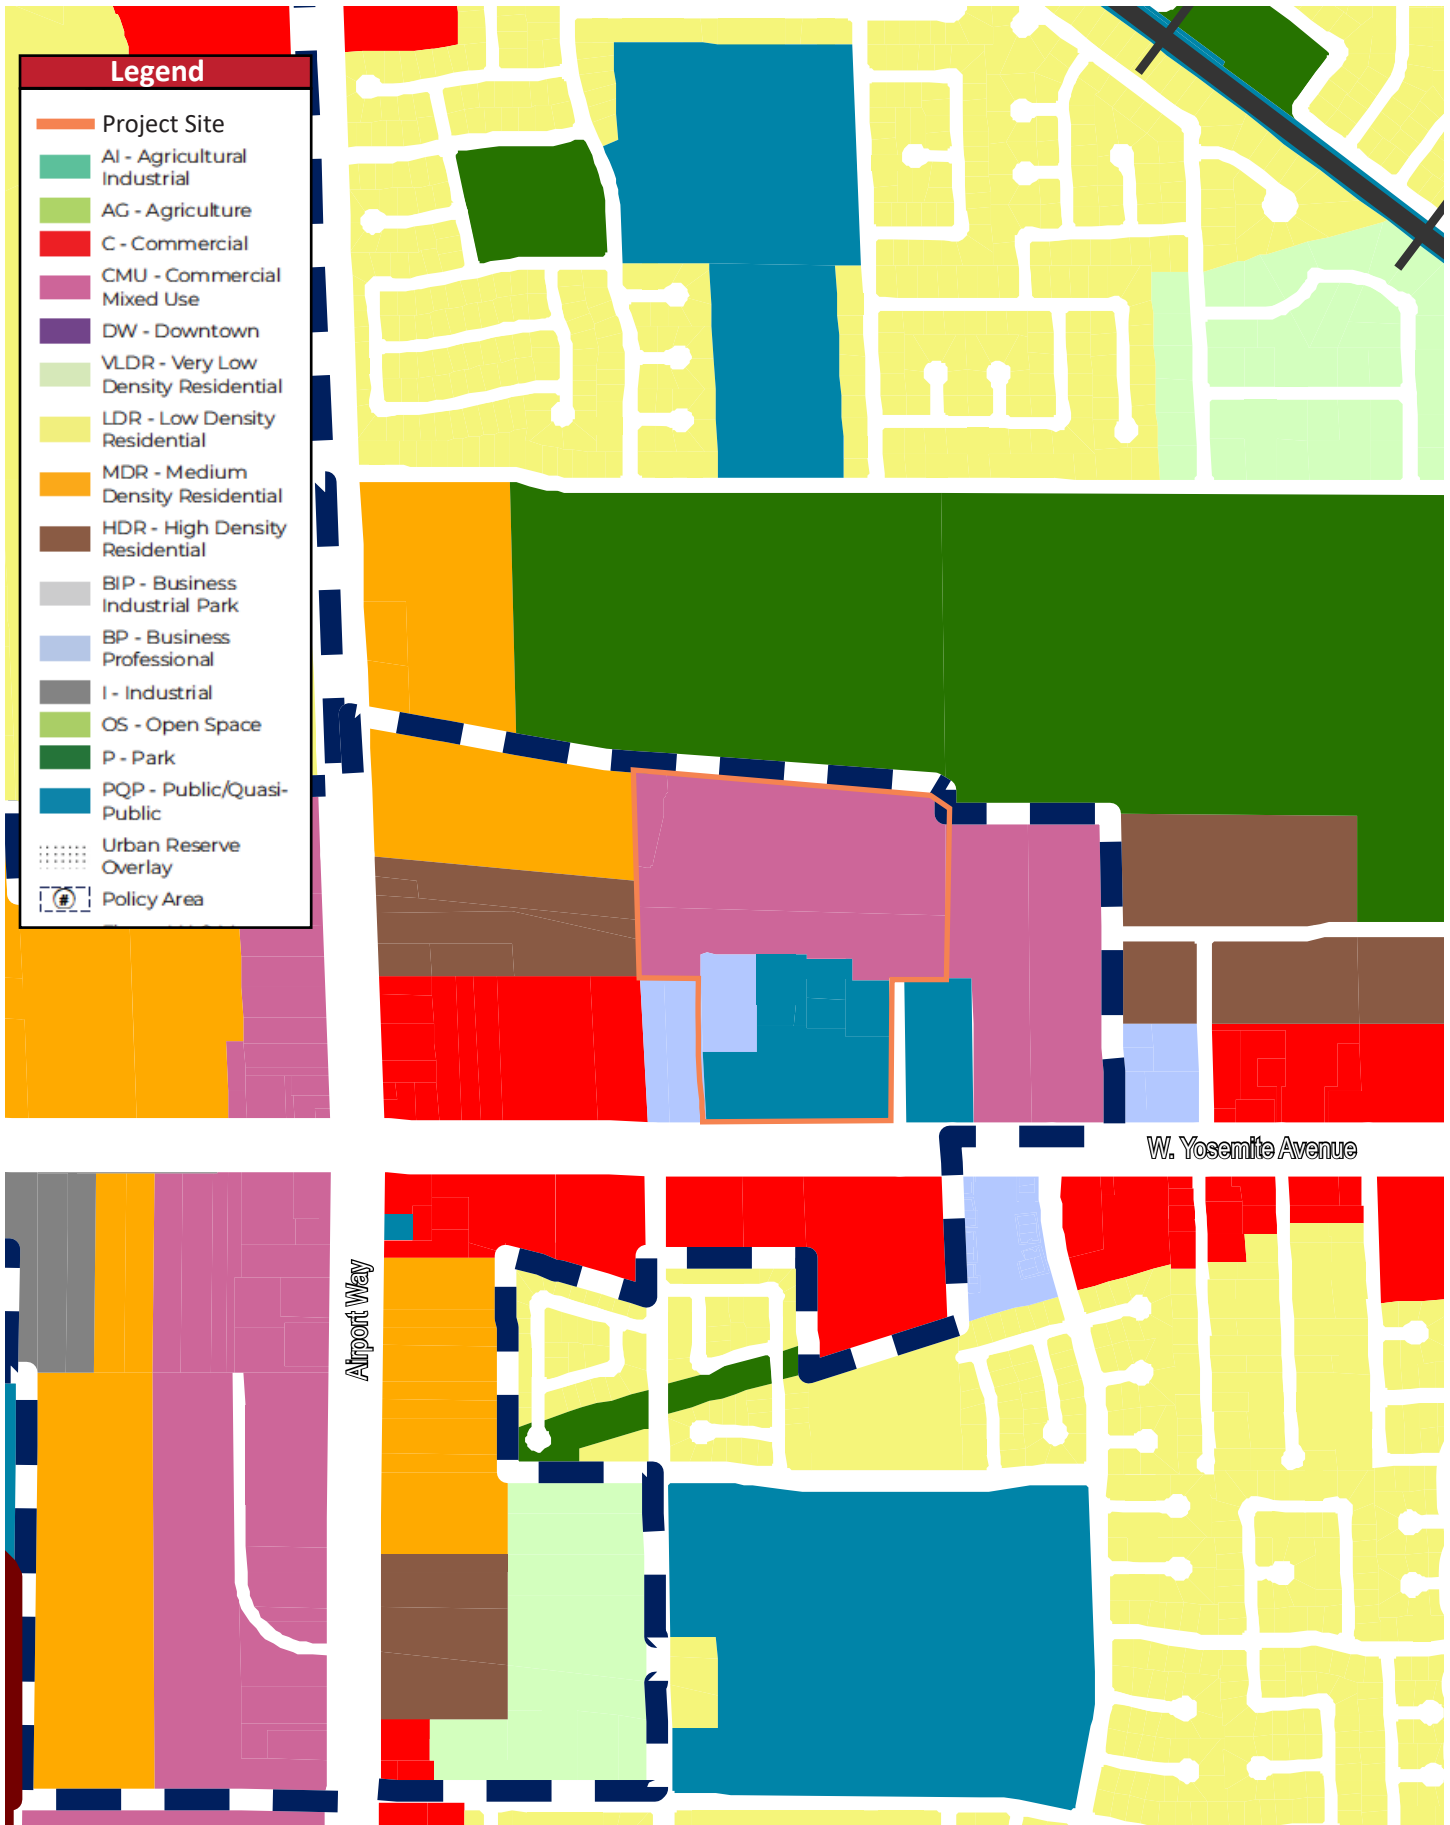 Legend
Project Site
AI - Agricultural
Industrial
AG - Agriculture
C - Commercial
CMU - Commercial
Mixed Use
DW - Downtown
VLDR - Very Low
Density Residential
LDR - Low Density
Residential
MDR - Medium
Density Residential
HDR - High Density
Residential
BIP - Business
Industrial Park
BP - Business
Professional
I - Industrial
OS - Open Space
P - Park
PQP - Public/Quasi-
Public
Urban Reserve
Overlay
# Policy Area
W. Yosemite Avenue
Airport Way